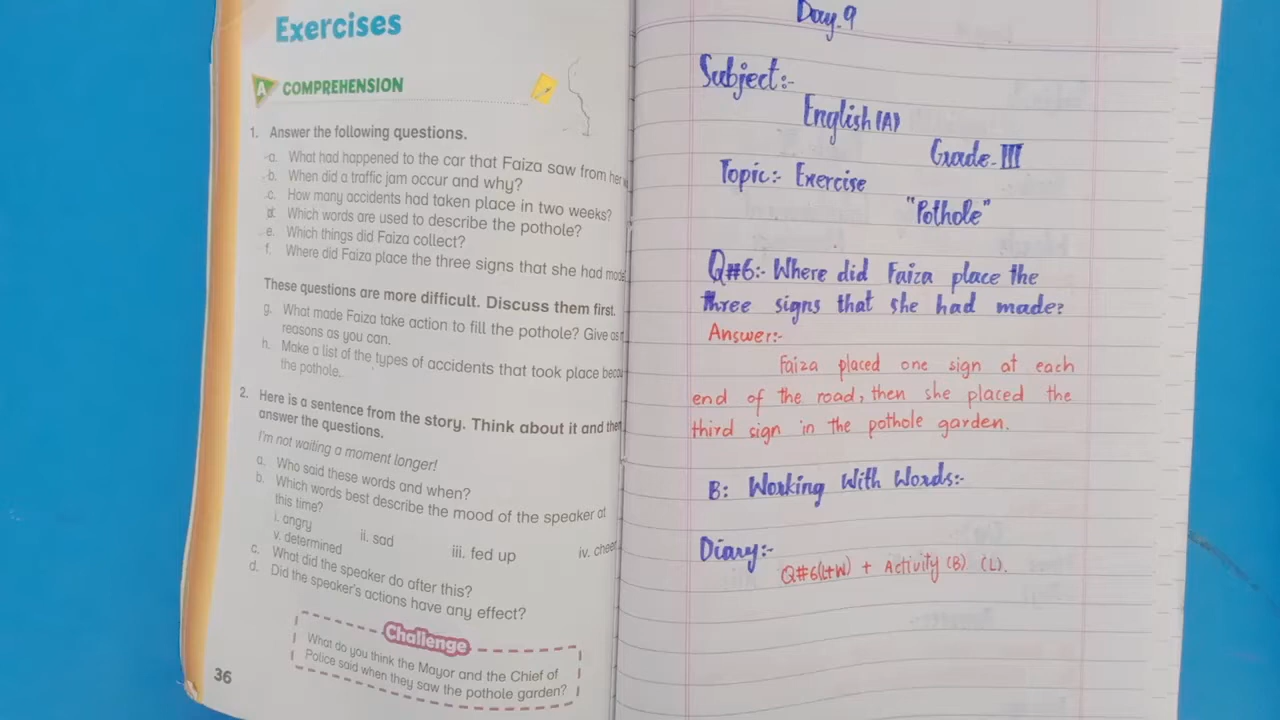 Exercises
A COMPREHENSION
1. Answer the following questions.
a. What had happened to the car that Faiza saw from her
b. When did a traffic jam occur and why?
c. How many accidents had taken place in two weeks?
d. Which words are used to describe the pothole?
e. Which things did Faiza collect?
f. Where did Faiza place the three signs that she had made
These questions are more difficult. Discuss them first.
g. What made Faiza take action to fill the pothole? Give as
reasons as you can.
h. Make a list of the types of accidents that took place becau
the pothole.
2. Here is a sentence from the story. Think about it and then
answer the questions.
I'm not waiting a moment longer!
a. Who said these words and when?
b. Which words best describe the mood of the speaker at
this time?
i. angry ii. sad iii. fed up iv. cheer
v. determined
c. What did the speaker do after this?
d. Did the speaker's actions have any effect?
Challenge
What do you think the Mayor and the Chief of
Police said when they saw the pothole garden?
36
Day.9
Subject:-
English (A)
Grade-III
Topic:- Exercise
"Pothole"
Q#6:- Where did Faiza place the
three signs that she had made?
Answer:-
Faiza placed one sign at each
end of the road, then she placed the
third sign in the pothole garden.
B: Working With Words:-
Diary:-
Q#6(L+W) + Activity (B) (L).